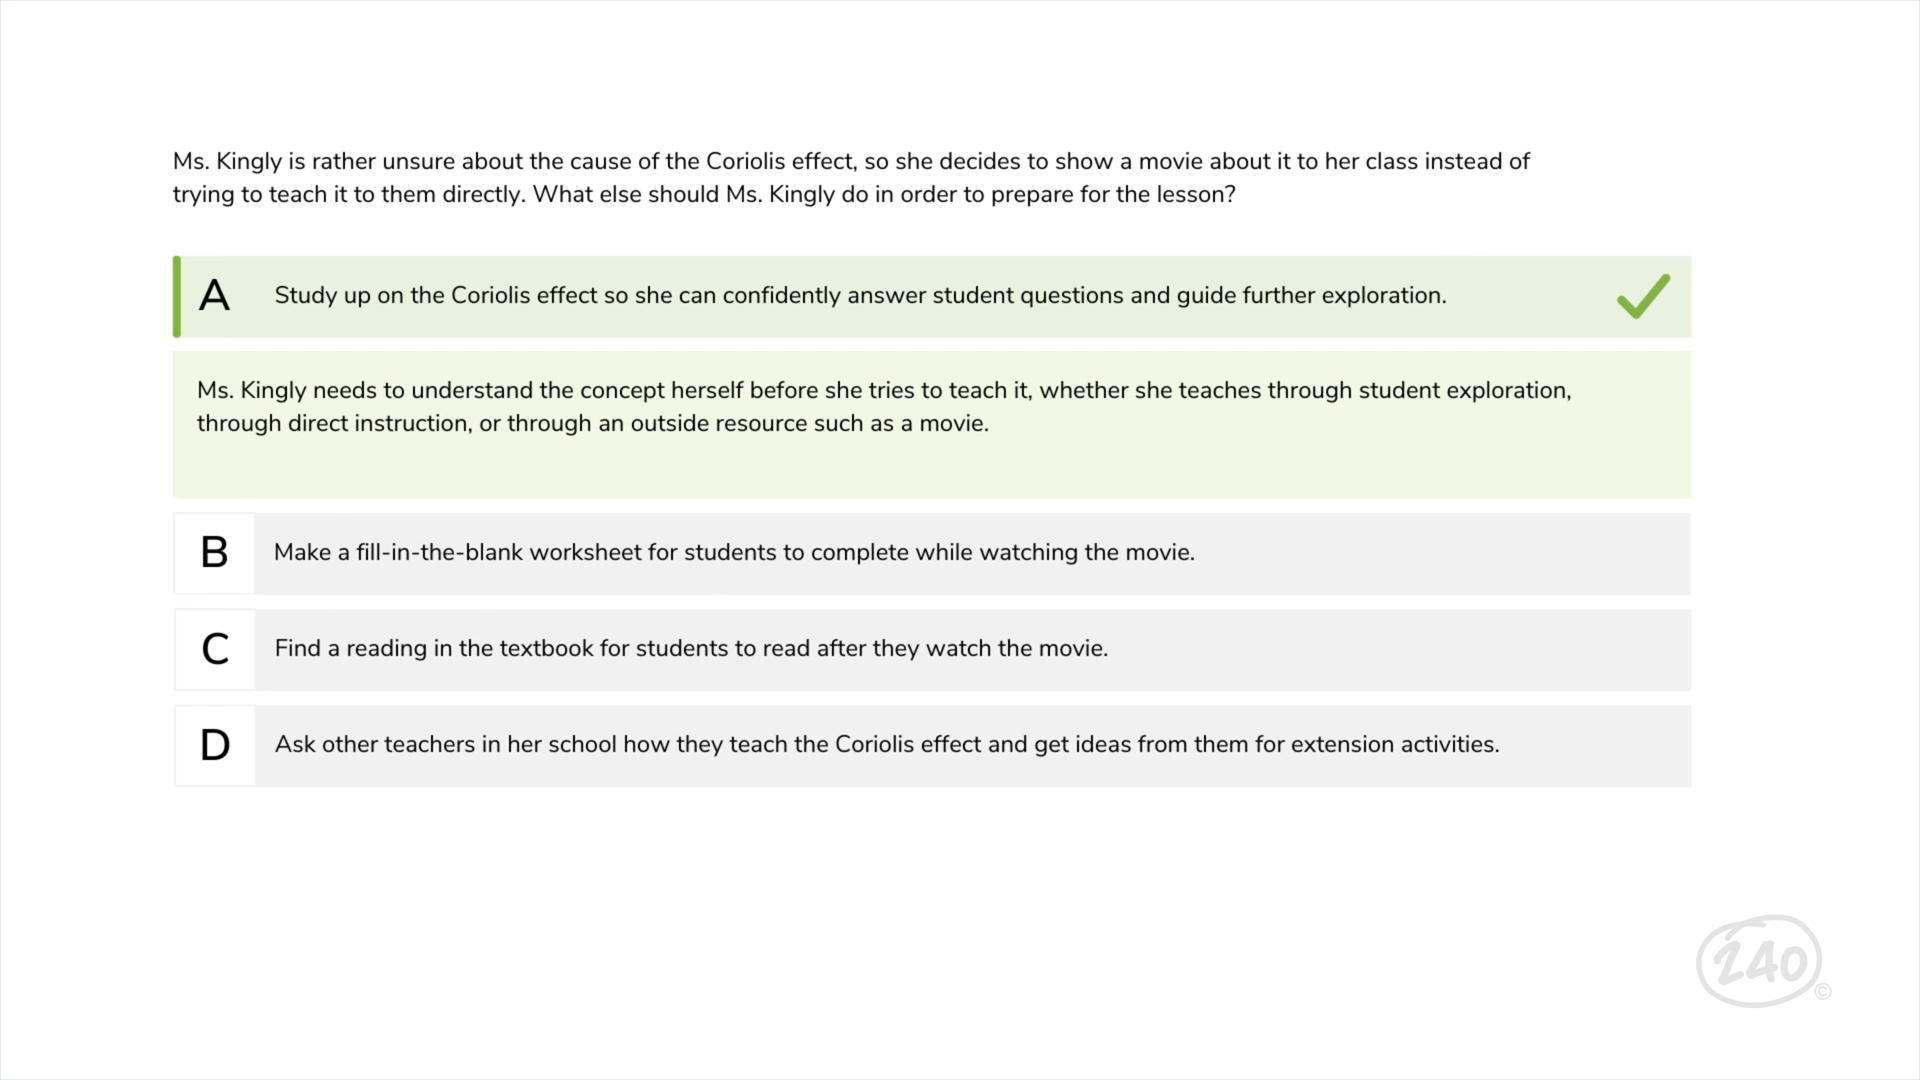 Ms. Kingly is rather unsure about the cause of the Coriolis effect, so she decides to show a movie about it to her class instead of
trying to teach it to them directly. What else should Ms. Kingly do in order to prepare for the lesson?
A Study up on the Coriolis effect so she can confidently answer student questions and guide further exploration.
Ms. Kingly needs to understand the concept herself before she tries to teach it, whether she teaches through student exploration,
through direct instruction, or through an outside resource such as a movie.
B Make a fill-in-the-blank worksheet for students to complete while watching the movie.
C Find a reading in the textbook for students to read after they watch the movie.
D Ask other teachers in her school how they teach the Coriolis effect and get ideas from them for extension activities.
240
©